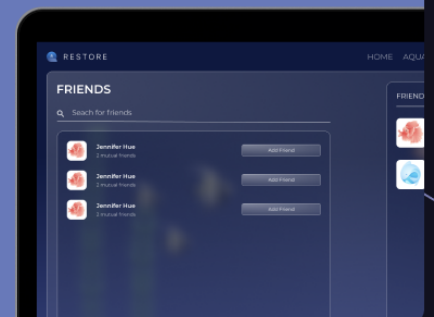 RESTORE
HOME AQUA
FRIENDS
Seach for friends
Jennifer Hue
2 mutual friends
Add Friend
Jennifer Hue
2 mutual friends
Add Friend
Jennifer Hue
2 mutual friends
Add Friend
FRIEND